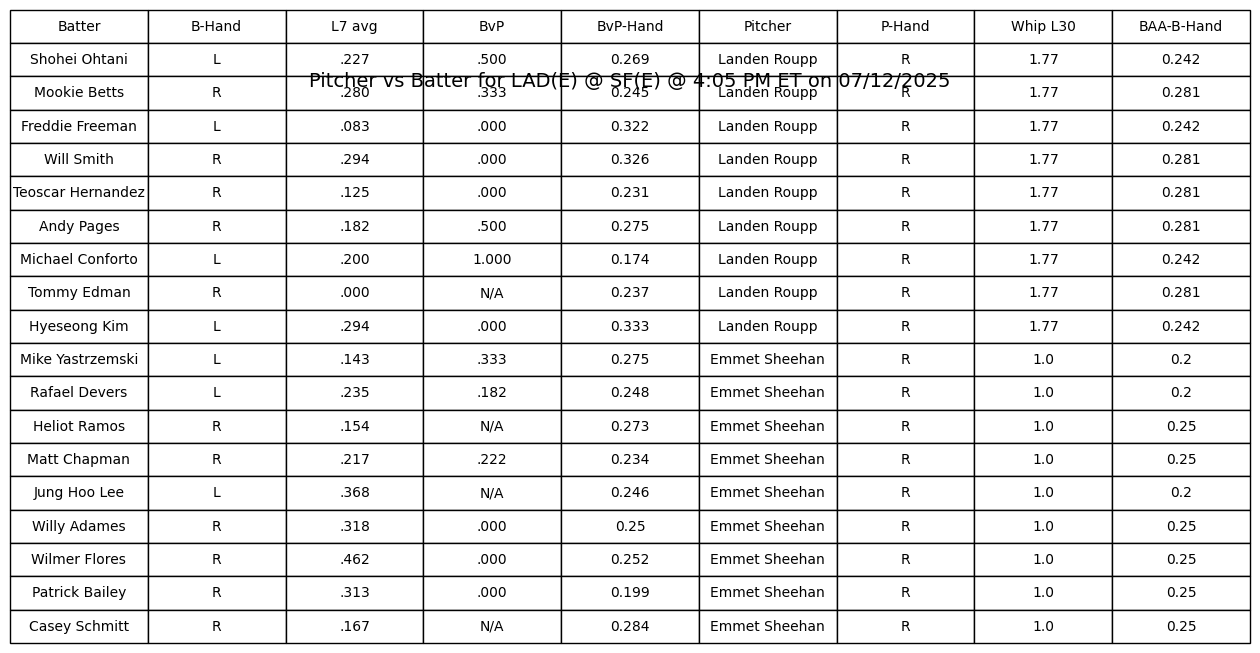 Batter B-Hand L7 avg BvP BvP-Hand Pitcher P-Hand Whip L30 BAA-B-Hand
Shohei Ohtani L .227 .500 0.269 Landen Roupp R 1.77 0.242
Pitcher vs Batter for LAD(E) @ SF(E) @ 4:05 PM ET on 07/12/2025
Mookie Betts R .280 .333 0.245 Landen Roupp R 1.77 0.281
Freddie Freeman L .083 .000 0.322 Landen Roupp R 1.77 0.242
Will Smith R .294 .000 0.326 Landen Roupp R 1.77 0.281
Teoscar Hernandez R .125 .000 0.231 Landen Roupp R 1.77 0.281
Andy Pages R .182 .500 0.275 Landen Roupp R 1.77 0.281
Michael Conforto L .200 1.000 0.174 Landen Roupp R 1.77 0.242
Tommy Edman R .000 N/A 0.237 Landen Roupp R 1.77 0.281
Hyeseong Kim L .294 .000 0.333 Landen Roupp R 1.77 0.242
Mike Yastrzemski L .143 .333 0.275 Emmet Sheehan R 1.0 0.2
Rafael Devers L .235 .182 0.248 Emmet Sheehan R 1.0 0.2
Heliot Ramos R .154 N/A 0.273 Emmet Sheehan R 1.0 0.25
Matt Chapman R .217 .222 0.234 Emmet Sheehan R 1.0 0.25
Jung Hoo Lee L .368 N/A 0.246 Emmet Sheehan R 1.0 0.2
Willy Adames R .318 .000 0.25 Emmet Sheehan R 1.0 0.25
Wilmer Flores R .462 .000 0.252 Emmet Sheehan R 1.0 0.25
Patrick Bailey R .313 .000 0.199 Emmet Sheehan R 1.0 0.25
Casey Schmitt R .167 N/A 0.284 Emmet Sheehan R 1.0 0.25